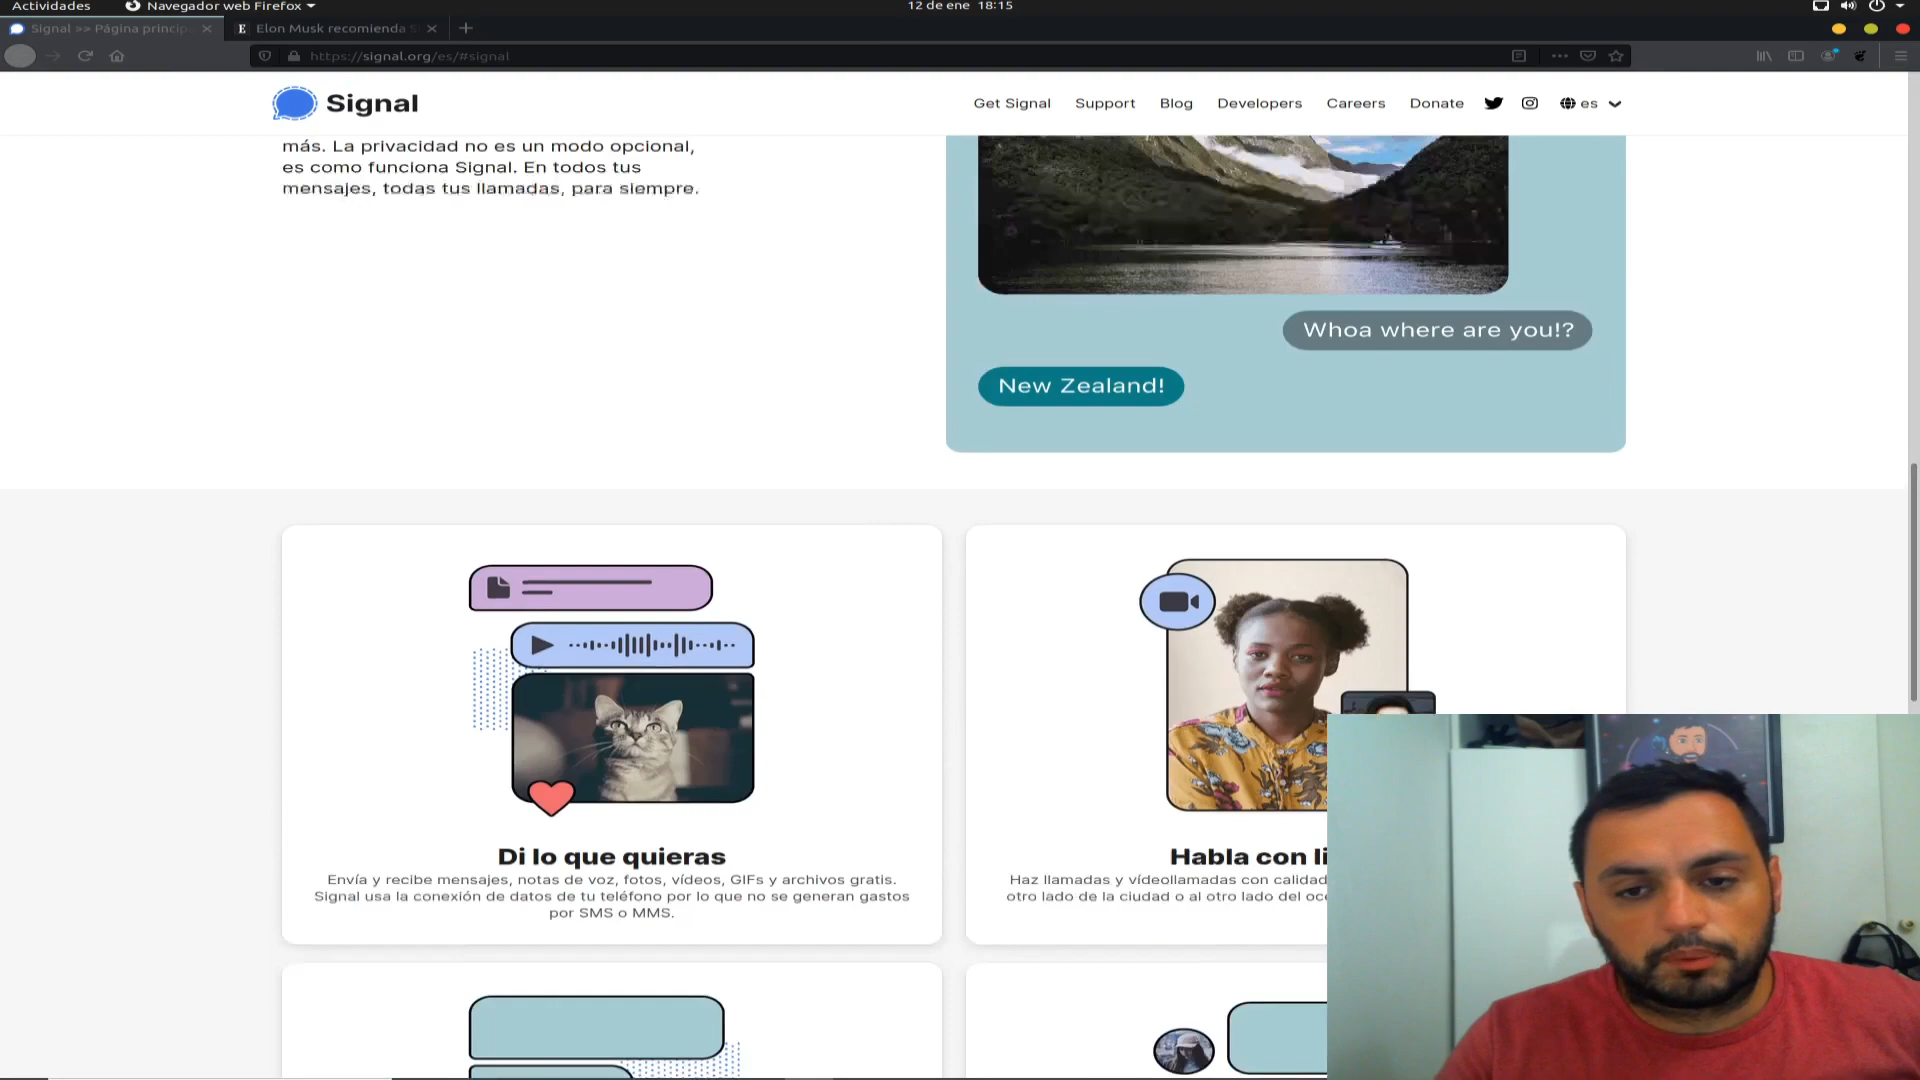 Actividades
Navegador web Firefox
12 de ene 18:15
Signal >> Página princip
Elon Musk recomienda S
https://signal.org/es/#signal
Signal
Get Signal
Support
Blog
Developers
Careers
Donate
es
más. La privacidad no es un modo opcional,
es como funciona Signal. En todos tus
mensajes, todas tus llamadas, para siempre.
Whoa where are you!?
New Zealand!
Di lo que quieras
Envía y recibe mensajes, notas de voz, fotos, vídeos, GIFs y archivos gratis.
Signal usa la conexión de datos de tu teléfono por lo que no se generan gastos
por SMS o MMS.
Habla con li
Haz llamadas y vídeollamadas con calidad
otro lado de la ciudad o al otro lado del oce